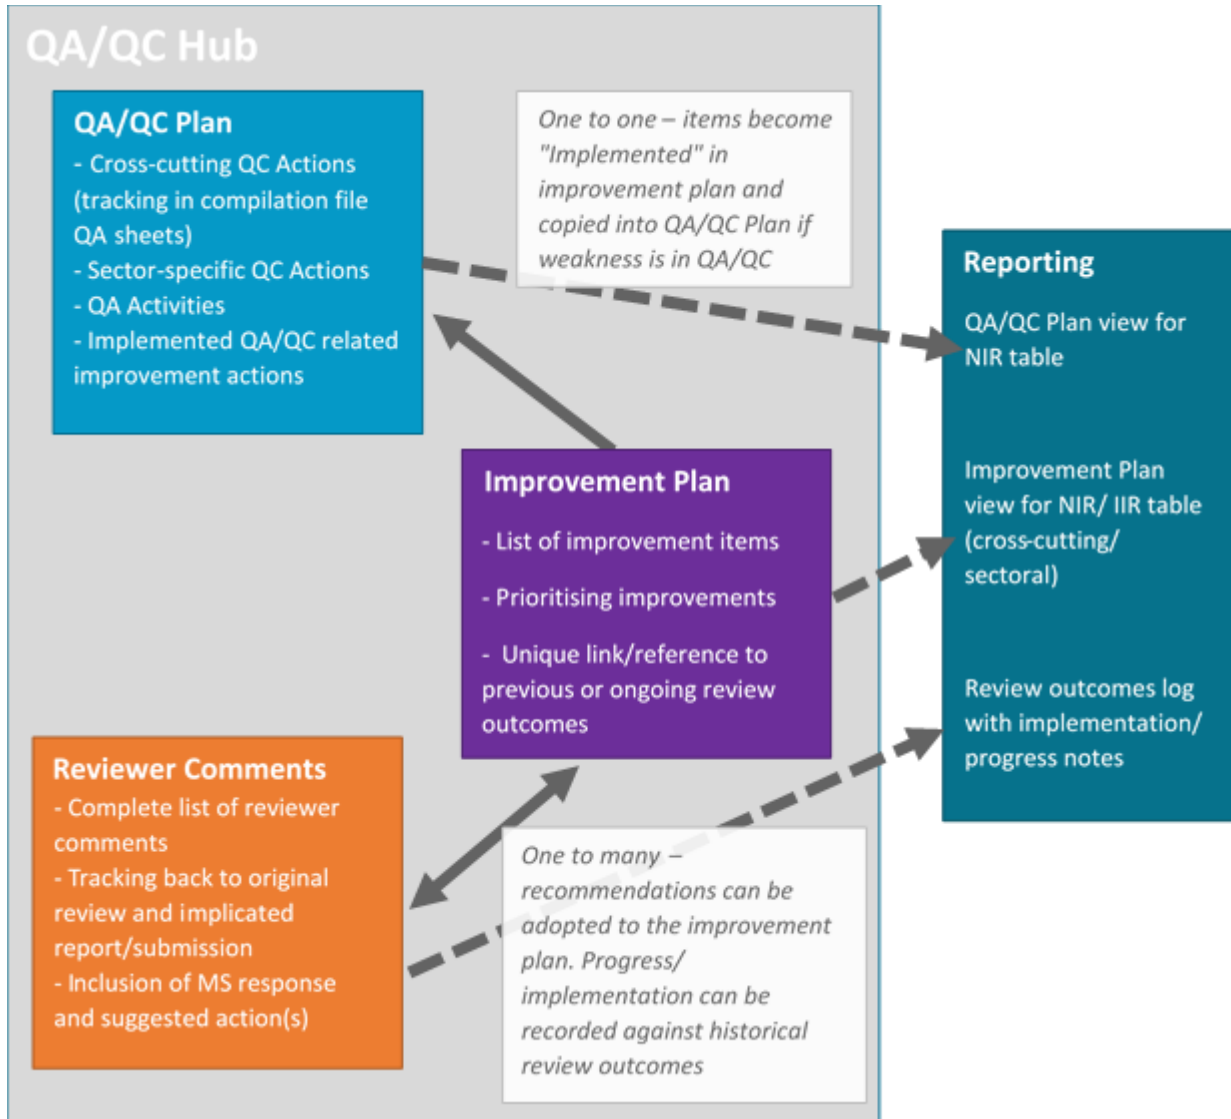 QA/QC Hub
QA/QC Plan
- Cross-cutting QC Actions
(tracking in compilation file
QA sheets)
- Sector-specific QC Actions
- QA Activities
- Implemented QA/QC related
improvement actions
One to one – items become
"Implemented" in
improvement plan and
copied into QA/QC Plan if
weakness is in QA/QC
Improvement Plan
- List of improvement items
- Prioritising improvements
- Unique link/reference to
previous or ongoing review
outcomes
Reviewer Comments
- Complete list of reviewer
comments
- Tracking back to original
review and implicated
report/submission
- Inclusion of MS response
and suggested action(s)
One to many –
recommendations can be
adopted to the improvement
plan. Progress/
implementation can be
recorded against historical
review outcomes
Reporting
QA/QC Plan view for
NIR table
Improvement Plan
view for NIR/ IIR table
(cross-cutting/
sectoral)
Review outcomes log
with implementation/
progress notes